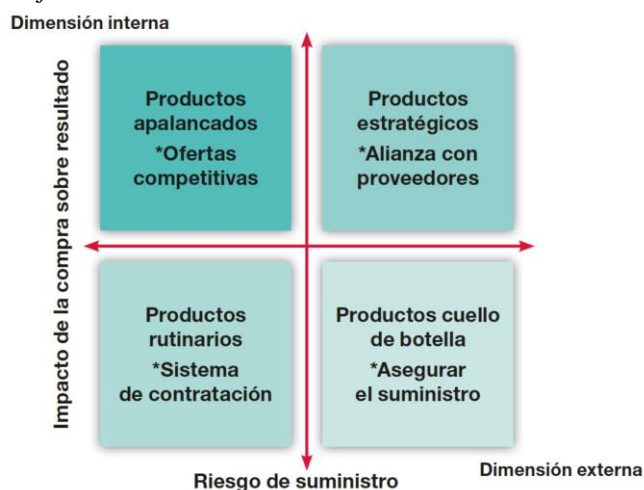 Dimensión interna
Impacto de la compra sobre resultado
Productos
apalancados
*Ofertas
competitivas
Productos
estratégicos
*Alianza con
proveedores
Productos
rutinarios
*Sistema
de contratación
Productos cuello
de botella
*Asegurar
el suministro
Riesgo de suministro
Dimensión externa